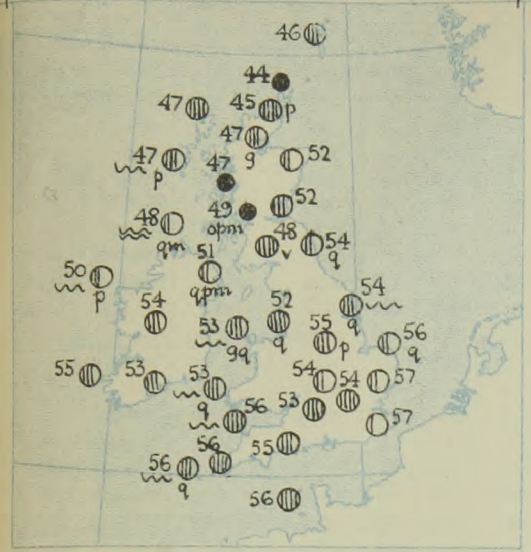 46
44
47 45 p
47 g
47 p 52
47
49 opm 52
48 qm
48 v 54 q
51 qpm
50 p
54 q
54
53 gq 52 q
55 p 56 q
55 53 53 q
54 54 57
53
56 57
56 55
56 q
56